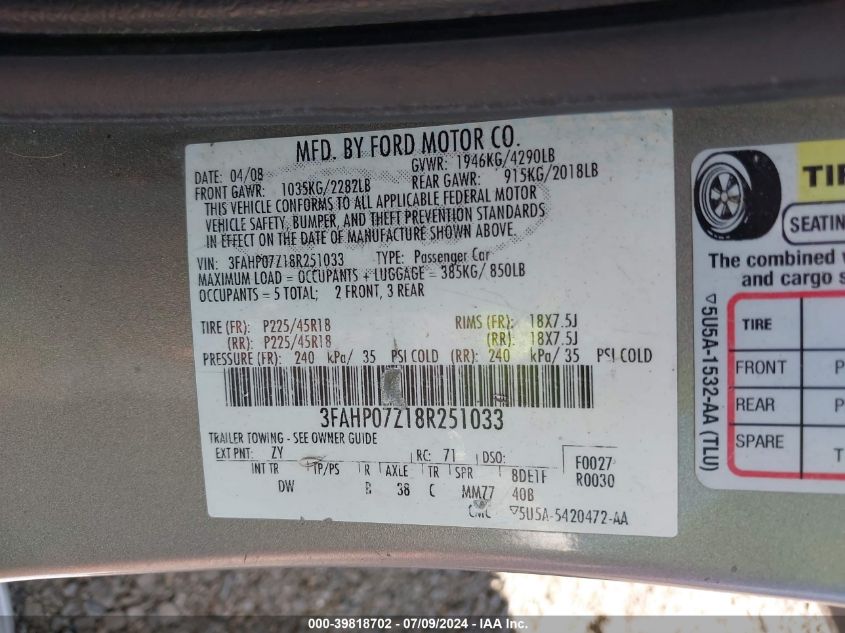 MFD. BY FORD MOTOR CO.
DATE: 04/08 GVWR: 1946KG/4290LB
FRONT GAWR: 1035KG/2282LB REAR GAWR: 915KG/2018LB
THIS VEHICLE CONFORMS TO ALL APPLICABLE FEDERAL MOTOR
VEHICLE SAFETY, BUMPER, AND THEFT PREVENTION STANDARDS
IN EFFECT ON THE DATE OF MANUFACTURE SHOWN ABOVE.
VIN: 3FAHP07Z18R251033 TYPE: Passenger Car
MAXIMUM LOAD = OCCUPANTS + LUGGAGE = 385KG/ 850LB
OCCUPANTS = 5 TOTAL; 2 FRONT, 3 REAR
TIRE (FR): P225/45R18 RIMS (FR): 18X7.5J
(RR): P225/45R18 (RR): 18X7.5J
PRESSURE (FR): 240 kPa/ 35 PSI COLD (RR): 240 kPa/ 35 PSI COLD
3FAHP07Z18R251033
TRAILER TOWING - SEE OWNER GUIDE
EXT PNT: ZY RC: 71 DSO: F0027
INT TR TP/PS R AXLE TR SPR 8DE1F R0030
DW B 38 C MM77 40B
CMC ▽5U5A-5420472-AA
TIR
SEATIN
The combined w
and cargo s
TIRE
FRONT P
REAR P
SPARE T
▽5U5A-1532-AA (TLU)
000-39818702 - 07/09/2024 - IAA Inc.